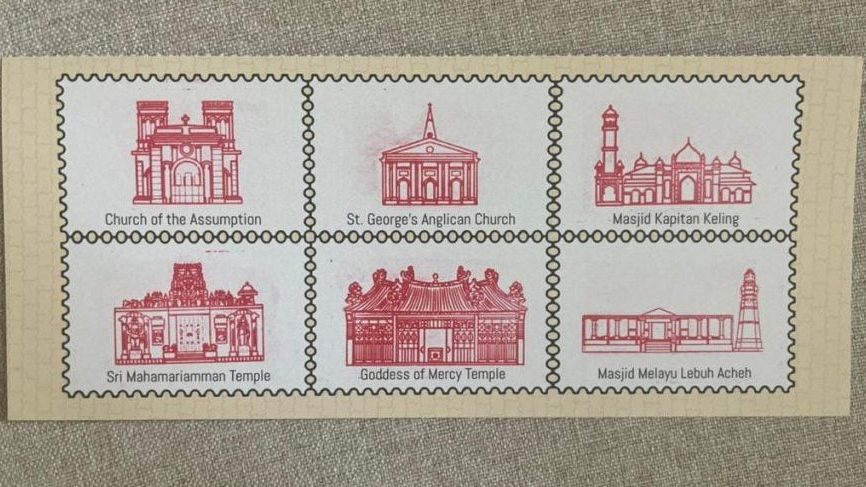 Church of the Assumption
St. George's Anglican Church
Masjid Kapitan Keling
Sri Mahamariamman Temple
Goddess of Mercy Temple
Masjid Melayu Lebuh Acheh